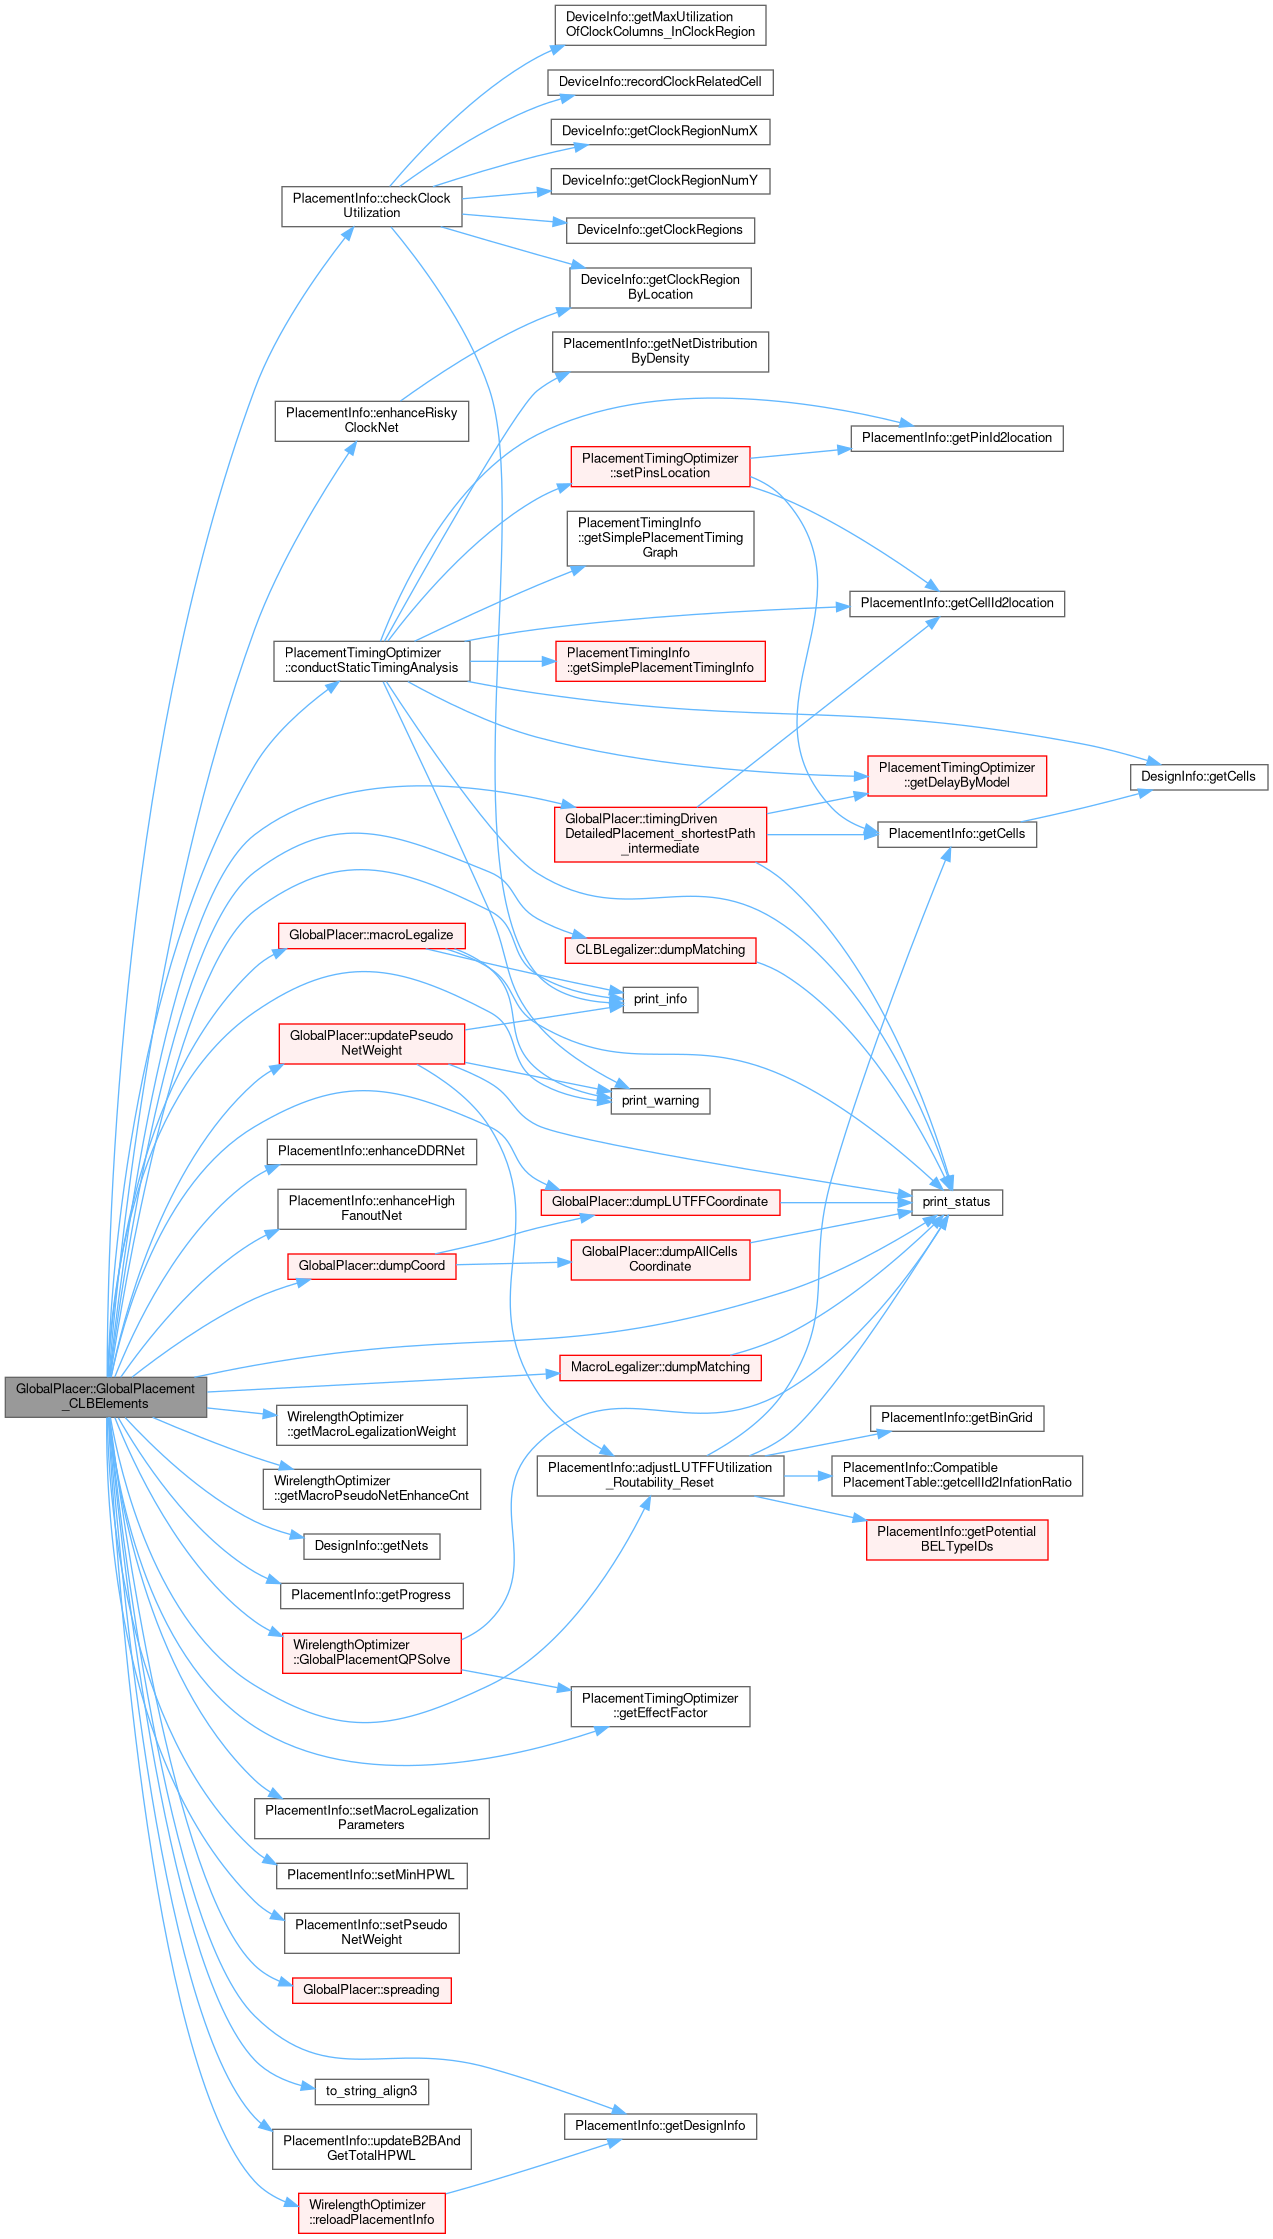 DeviceInfo::getMaxUtilization
OfClockColumns_InClockRegion
DeviceInfo::recordClockRelatedCell
DeviceInfo::getClockRegionNumX
DeviceInfo::getClockRegionNumY
PlacementInfo::checkClock
Utilization
DeviceInfo::getClockRegions
DeviceInfo::getClockRegion
ByLocation
PlacementInfo::getNetDistribution
ByDensity
PlacementInfo::enhanceRisky
ClockNet
PlacementInfo::getPinId2location
PlacementTimingOptimizer
::setPinsLocation
PlacementTimingInfo
::getSimplePlacementTiming
Graph
PlacementInfo::getCellId2location
PlacementTimingOptimizer
::conductStaticTimingAnalysis
PlacementTimingInfo
::getSimplePlacementTimingInfo
PlacementTimingOptimizer
::getDelayByModel
DesignInfo::getCells
GlobalPlacer::timingDriven
DetailedPlacement_shortestPath
_intermediate
PlacementInfo::getCells
GlobalPlacer::macroLegalize
CLBLegalizer::dumpMatching
print_info
GlobalPlacer::updatePseudo
NetWeight
print_warning
PlacementInfo::enhanceDDRNet
PlacementInfo::enhanceHigh
FanoutNet
GlobalPlacer::dumpLUTFFCoordinate
print_status
GlobalPlacer::dumpCoord
GlobalPlacer::dumpAllCells
Coordinate
MacroLegalizer::dumpMatching
GlobalPlacer::GlobalPlacement
_CLBElements
WirelengthOptimizer
::getMacroLegalizationWeight
PlacementInfo::getBinGrid
WirelengthOptimizer
::getMacroPseudoNetEnhanceCnt
PlacementInfo::adjustLUTFFUtilization
_Routability_Reset
PlacementInfo::Compatible
PlacementTable::getcellId2InfationRatio
DesignInfo::getNets
PlacementInfo::getPotential
BELTypeIDs
PlacementInfo::getProgress
WirelengthOptimizer
::GlobalPlacementQPSolve
PlacementTimingOptimizer
::getEffectFactor
PlacementInfo::setMacroLegalization
Parameters
PlacementInfo::setMinHPWL
PlacementInfo::setPseudo
NetWeight
GlobalPlacer::spreading
to_string_align3
PlacementInfo::getDesignInfo
PlacementInfo::updateB2BAnd
GetTotalHPWL
WirelengthOptimizer
::reloadPlacementInfo